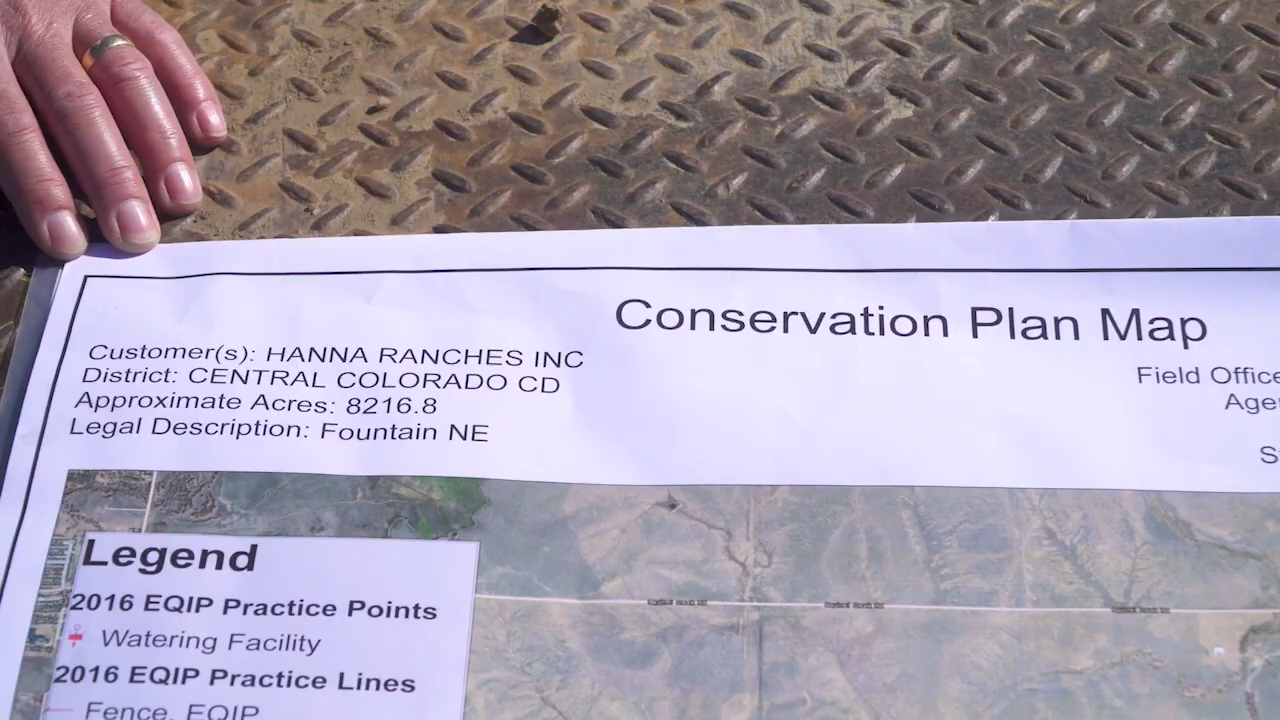 Conservation Plan Map
Customer(s): HANNA RANCHES INC
District: CENTRAL COLORADO CD
Approximate Acres: 8216.8
Legal Description: Fountain NE
Field Office
Agen
Legend
2016 EQIP Practice Points
Watering Facility
2016 EQIP Practice Lines
Fence, EQIP